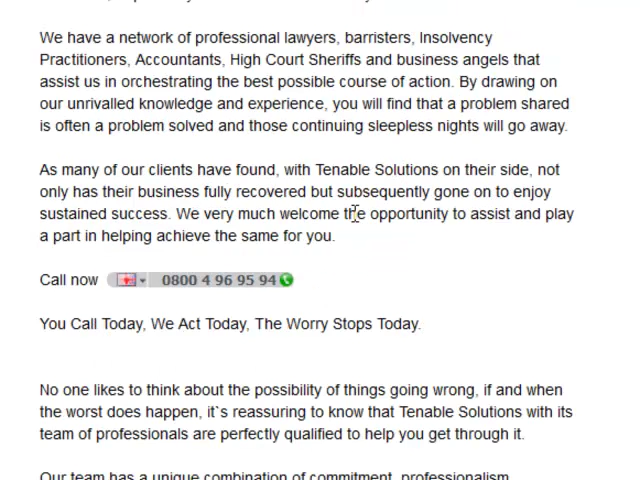 We have a network of professional lawyers, barristers, Insolvency
Practitioners, Accountants, High Court Sheriffs and business angels that
assist us in orchestrating the best possible course of action. By drawing on
our unrivalled knowledge and experience, you will find that a problem shared
is often a problem solved and those continuing sleepless nights will go away.
As many of our clients have found, with Tenable Solutions on their side, not
only has their business fully recovered but subsequently gone on to enjoy
sustained success. We very much welcome the opportunity to assist and play
a part in helping achieve the same for you.
Call now 0800 4 96 95 94
You Call Today, We Act Today, The Worry Stops Today.
No one likes to think about the possibility of things going wrong, if and when
the worst does happen, it`s reassuring to know that Tenable Solutions with its
team of professionals are perfectly qualified to help you get through it.
Our team has a unique combination of commitment, professionalism